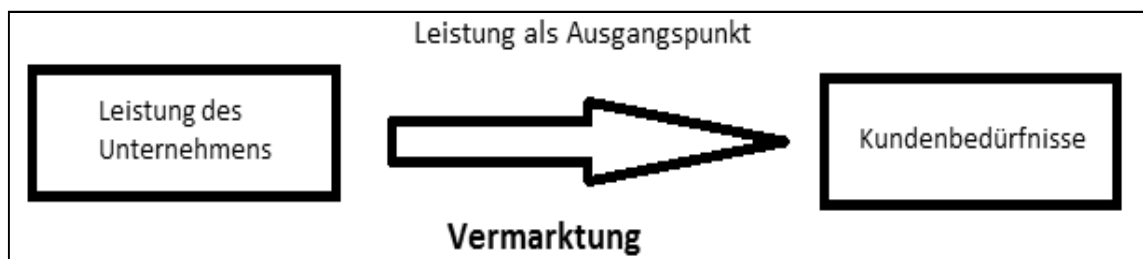 Leistung als Ausgangspunkt
Leistung des
Unternehmens
Kundenbedürfnisse
Vermarktung